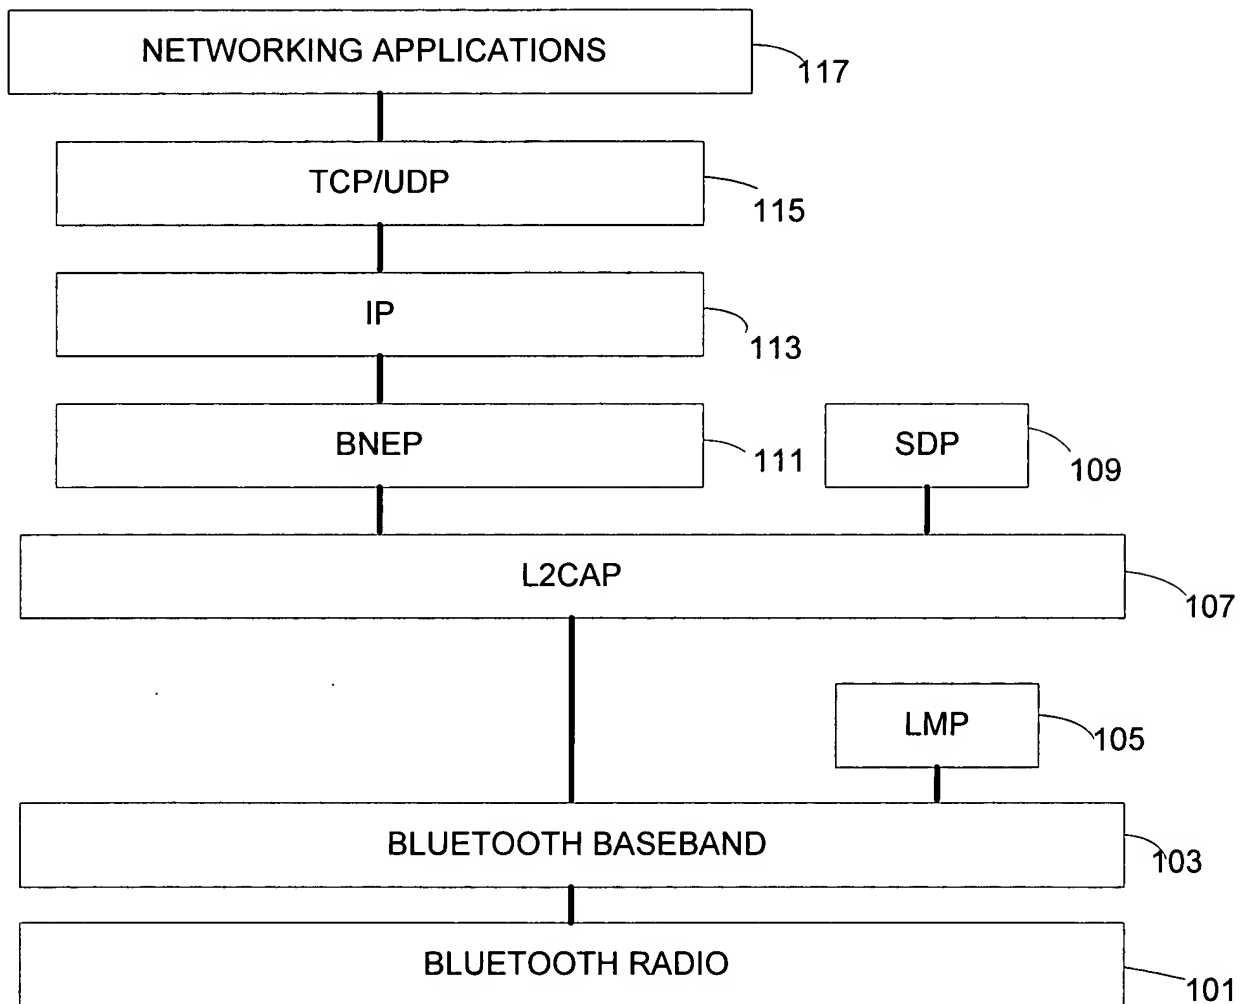 NETWORKING APPLICATIONS
117
TCP/UDP
115
IP
113
BNEP
111
SDP
109
L2CAP
107
LMP
105
BLUETOOTH BASEBAND
103
BLUETOOTH RADIO
101